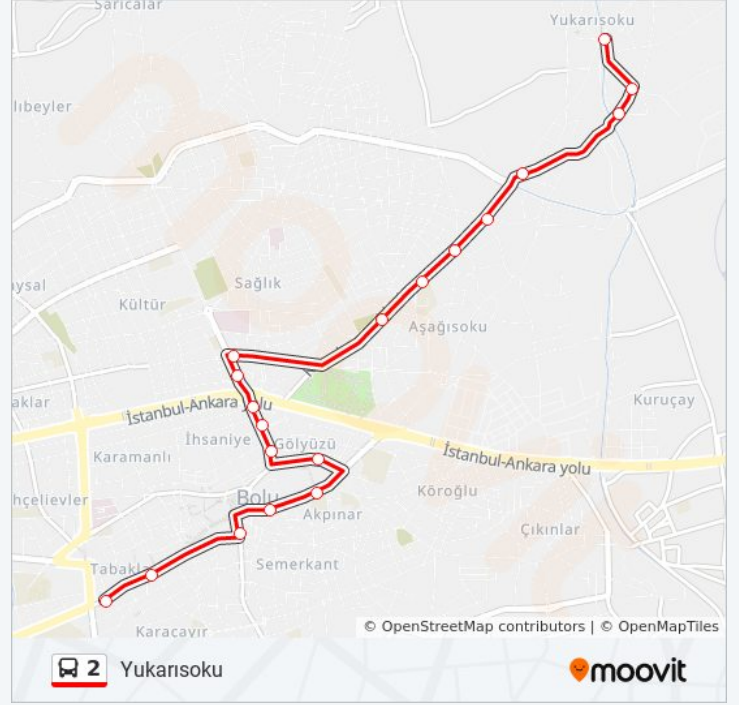 Sarıcalar
Yukarısoku
lıbeyler
Sağlık
aysal
Kültür
Aşağısoku
aklar
İstanbul-Ankara yolu
Kuruçay
İhsaniye
Gölyüzü
Karamanlı
İstanbul-Ankara yolu
hçelievler
Bolu
Köroğlu
Akpınar
Çıkınlar
Tabakla
Semerkant
Karaçayır
© OpenStreetMap contributors | © OpenMapTiles
2 Yukarısoku
moovit